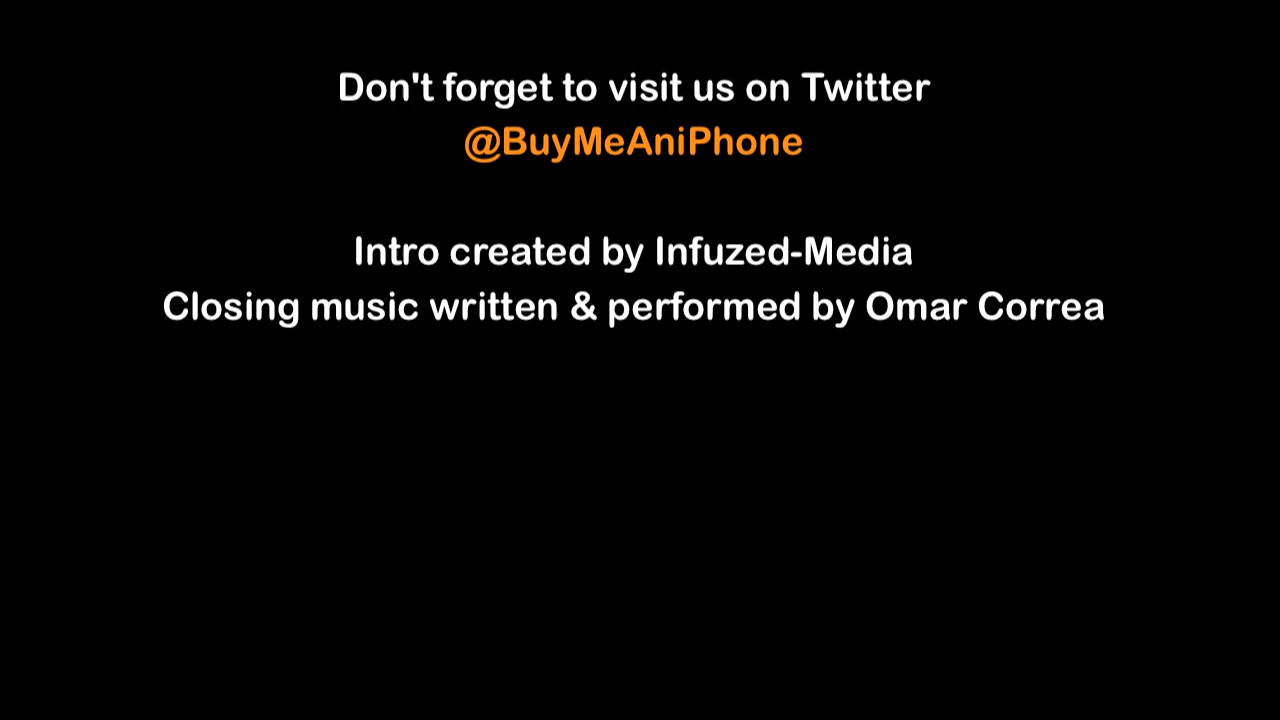 Don't forget to visit us on Twitter
@BuyMeAniPhone
Intro created by Infuzed-Media
Closing music written & performed by Omar Correa